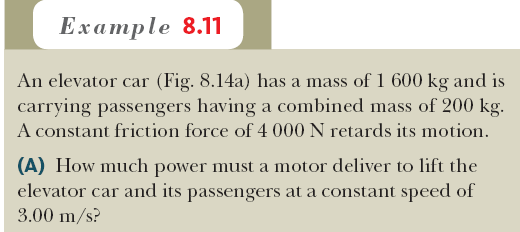 Example 8.11
An elevator car (Fig. 8.14a) has a mass of 1 600 kg and is
carrying passengers having a combined mass of 200 kg.
A constant friction force of 4 000 N retards its motion.
(A) How much power must a motor deliver to lift the
elevator car and its passengers at a constant speed of
3.00 m/s?